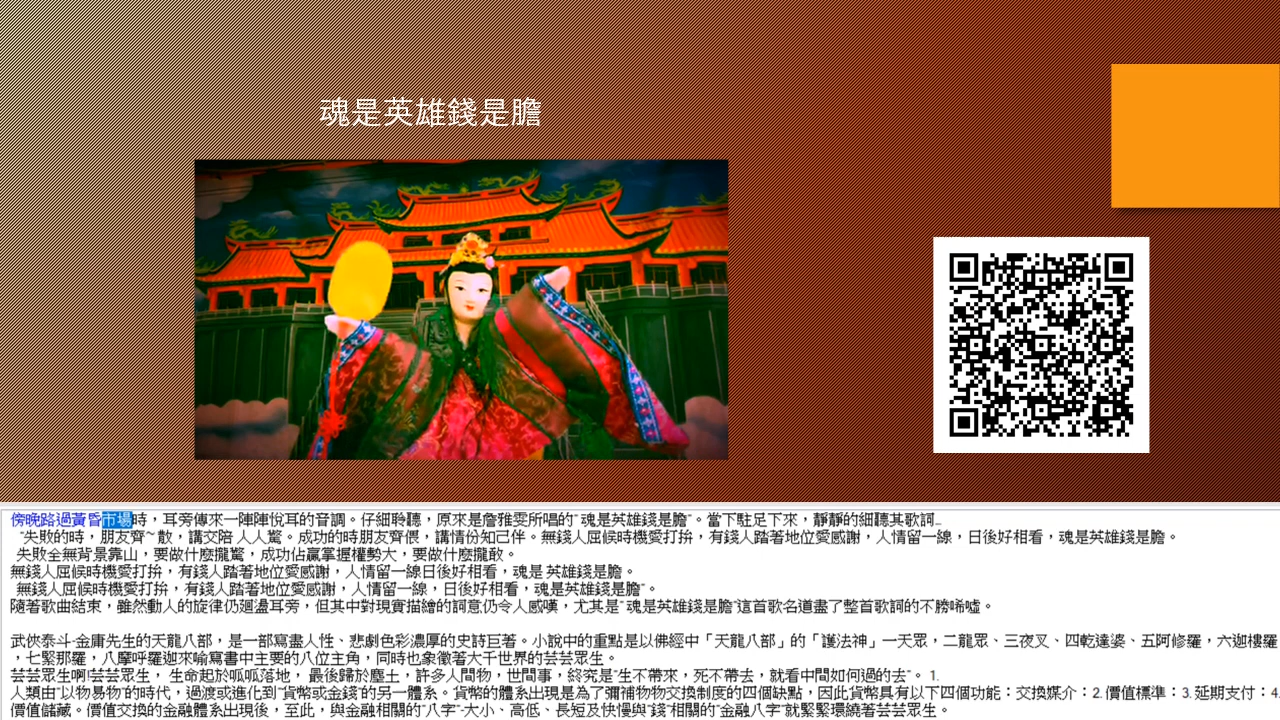 魂是英雄錢是膽
傍晚路過黃昏市場時，耳旁傳來一陣陣悅耳的音調。仔細聆聽，原來是詹雅雯所唱的"魂是英雄錢是膽"。當下駐足下來，靜靜的細聽其歌詞...
"失敗的時，朋友齊~散，講交陪 人人驚。成功的時朋友齊偎，講情份知己伴。無錢人屈候時機愛打拚，有錢人踏著地位愛感謝，人情留一線，日後好相看，魂是英雄錢是膽。
失敗全無背景靠山，要做什麼攏驚，成功佔贏掌握權勢大，要做什麼攏敢。
無錢人屈候時機愛打拚，有錢人踏著地位愛感謝，人情留一線日後好相看，魂是 英雄錢是膽。
無錢人屈候時機愛打拚，有錢人踏著地位愛感謝，人情留一線，日後好相看，魂是英雄錢是膽"。
隨著歌曲結束，雖然動人的旋律仍迴盪耳旁，但其中對現實描繪的詞意仍令人感嘆，尤其是"魂是英雄錢是膽"這首歌名道盡了整首歌詞的不勝唏噓。
武俠泰斗-金庸先生的天龍八部，是一部寫盡人性、悲劇色彩濃厚的史詩巨著。小說中的重點是以佛經中「天龍八部」的「護法神」一天眾，二龍眾、三夜叉、四乾達婆、五阿修羅，六迦樓羅
，七緊那羅，八摩呼羅迦來喻寫書中主要的八位主角，同時也象徵著大千世界的芸芸眾生。
芸芸眾生啊!芸芸眾生， 生命起於呱呱落地， 最後歸於塵土，許多人間物，世間事，終究是"生不帶來，死不帶去，就看中間如何過的去"。 1.
人類由"以物易物"的時代，過渡或進化到"貨幣或金錢"的另一體系。貨幣的體系出現是為了彌補物物交換制度的四個缺點，因此貨幣具有以下四個功能：交換媒介：2.價值標準：3.延期支付：4.
價值儲藏。價值交換的金融體系出現後，至此，與金融相關的"八字"-大小、高低、長短及快慢與"錢"相關的"金融八字"就緊緊環繞著芸芸眾生。